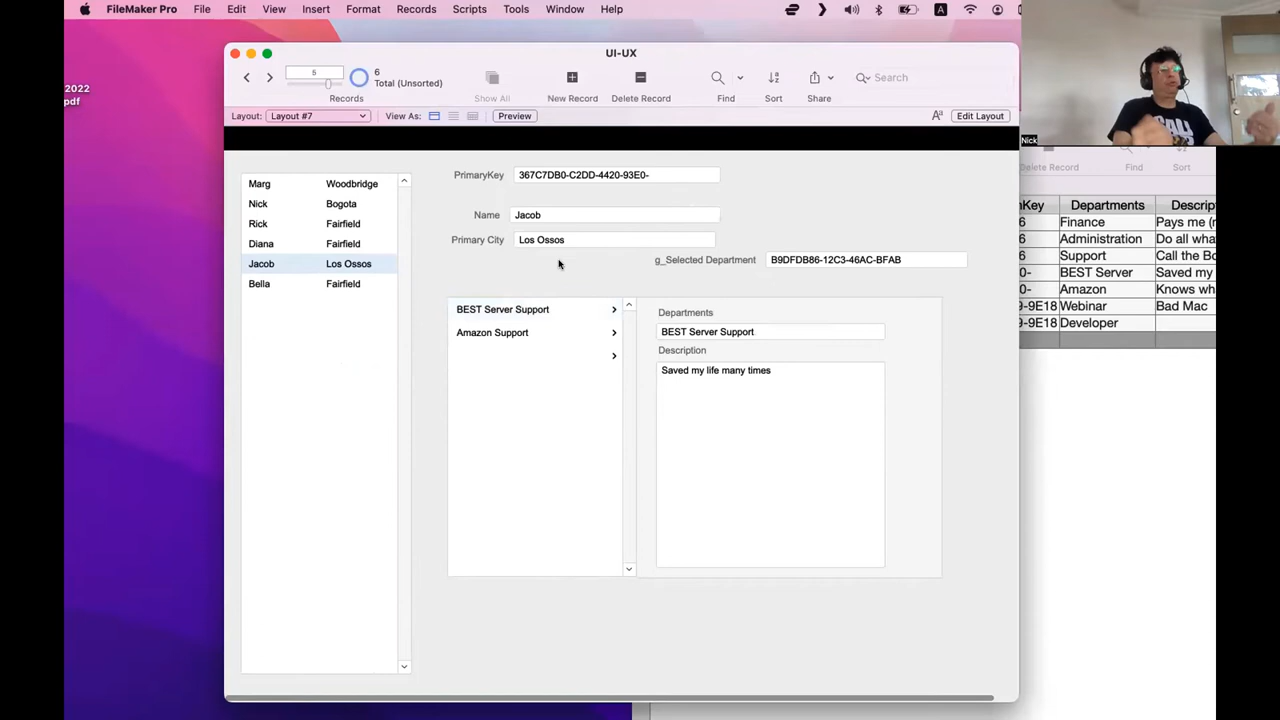 FileMaker Pro File Edit View Insert Format Records Scripts Tools Window Help
A
2022
pdf
UI-UX
5
6
Total (Unsorted)
Records
Show All
New Record
Delete Record
Find
Sort
Share
Search
Layout: Layout #7
View As:
Preview
Aa
Edit Layout
Marg Woodbridge
Nick Bogota
Rick Fairfield
Diana Fairfield
Jacob Los Ossos
Bella Fairfield
PrimaryKey 367C7DB0-C2DD-4420-93E0-
Name Jacob
Primary City Los Ossos
g_Selected Department B9DFDB86-12C3-46AC-BFAB
BEST Server Support
Amazon Support
Departments
BEST Server Support
Description
Saved my life many times
Nick
Delete Record Find Sort
nKey Departments Descrip
6 Finance Pays me (r
6 Administration Do all wha
6 Support Call the Bo
0- BEST Server Saved my
0- Amazon Knows wh
9-9E18 Webinar Bad Mac
9-9E18 Developer